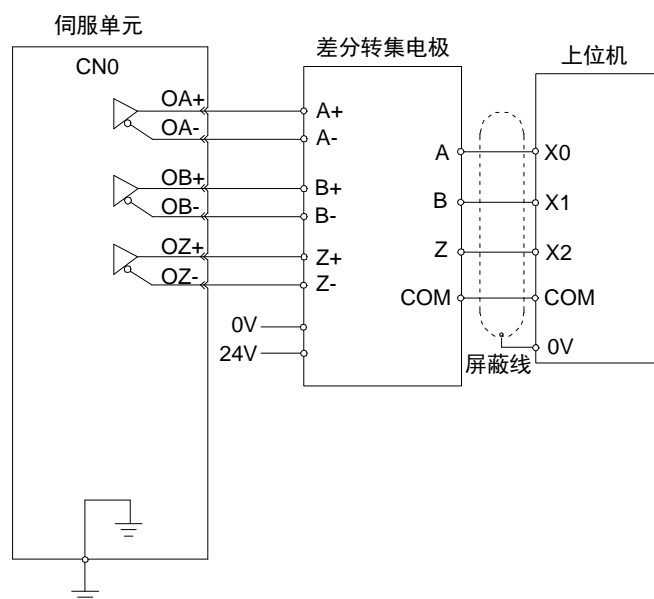 伺服单元
CN0
OA+
OA-
OB+
OB-
OZ+
OZ-
差分转集电极
A+
A-
B+
B-
Z+
Z-
0V
24V
A
B
Z
COM
屏蔽线
上位机
X0
X1
X2
COM
0V